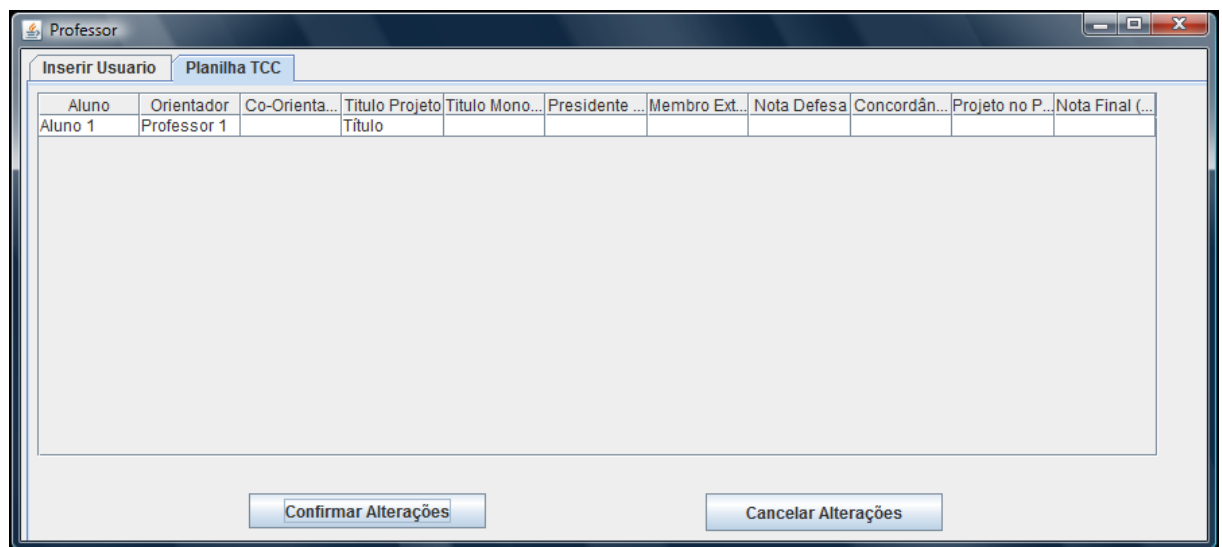 Professor
Inserir Usuario Planilha TCC
Aluno Orientador Co-Orienta... Titulo Projeto Titulo Mono... Presidente ... Membro Ext... Nota Defesa Concordân... Projeto no P... Nota Final (...
Aluno 1 Professor 1 Título
Confirmar Alterações Cancelar Alterações